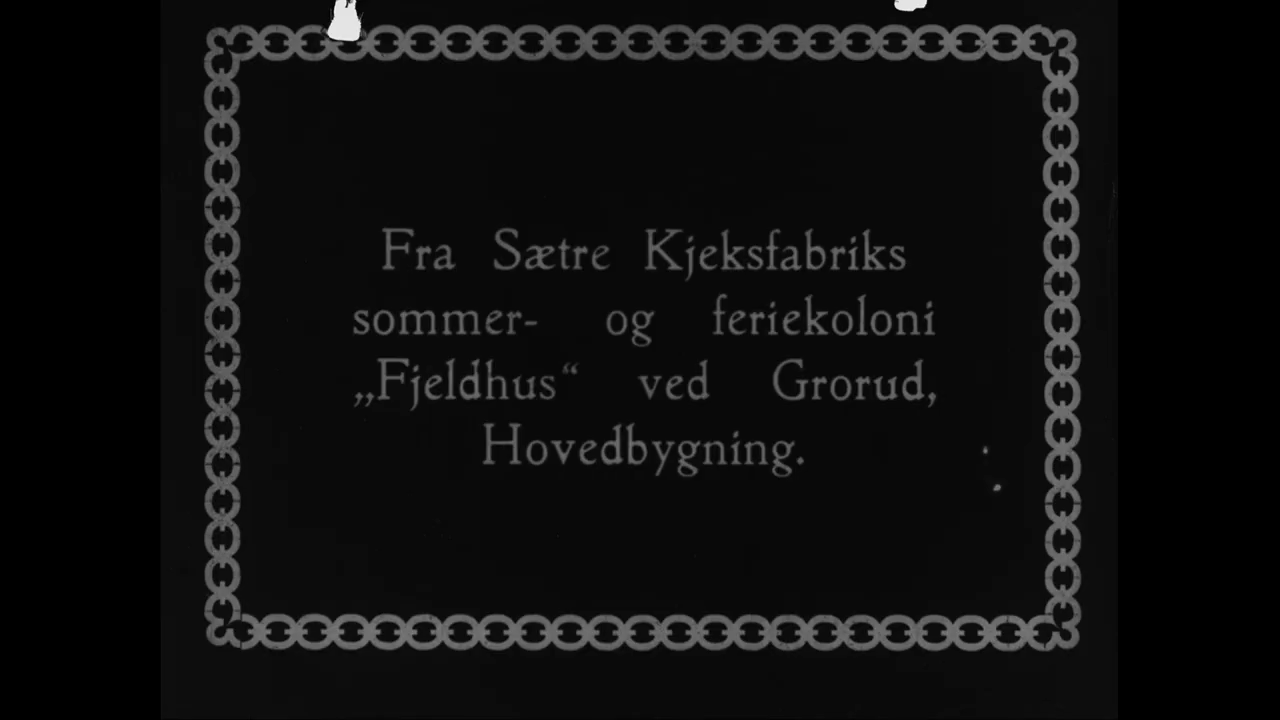 Fra Sætre Kjeksfabriks
sommer- og feriekoloni
„Fjeldhus“ ved Grorud,
Hovedbygning.